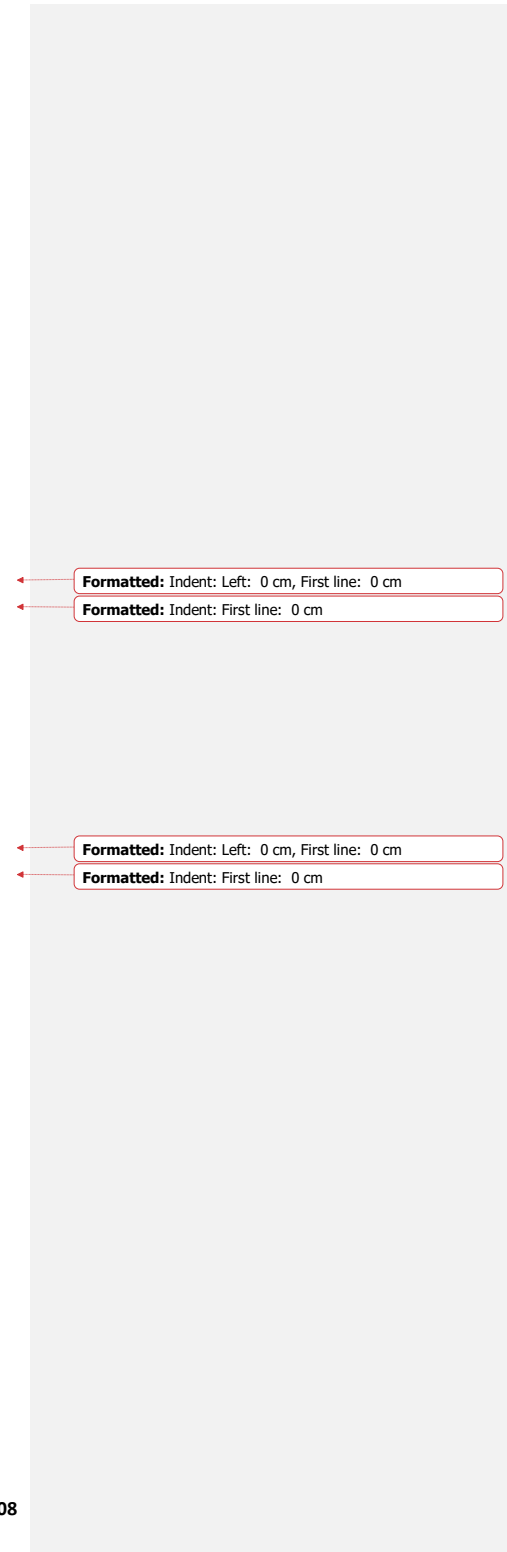 Formatted: Indent: Left: 0 cm, First line: 0 cm
Formatted: Indent: First line: 0 cm
Formatted: Indent: Left: 0 cm, First line: 0 cm
Formatted: Indent: First line: 0 cm
08